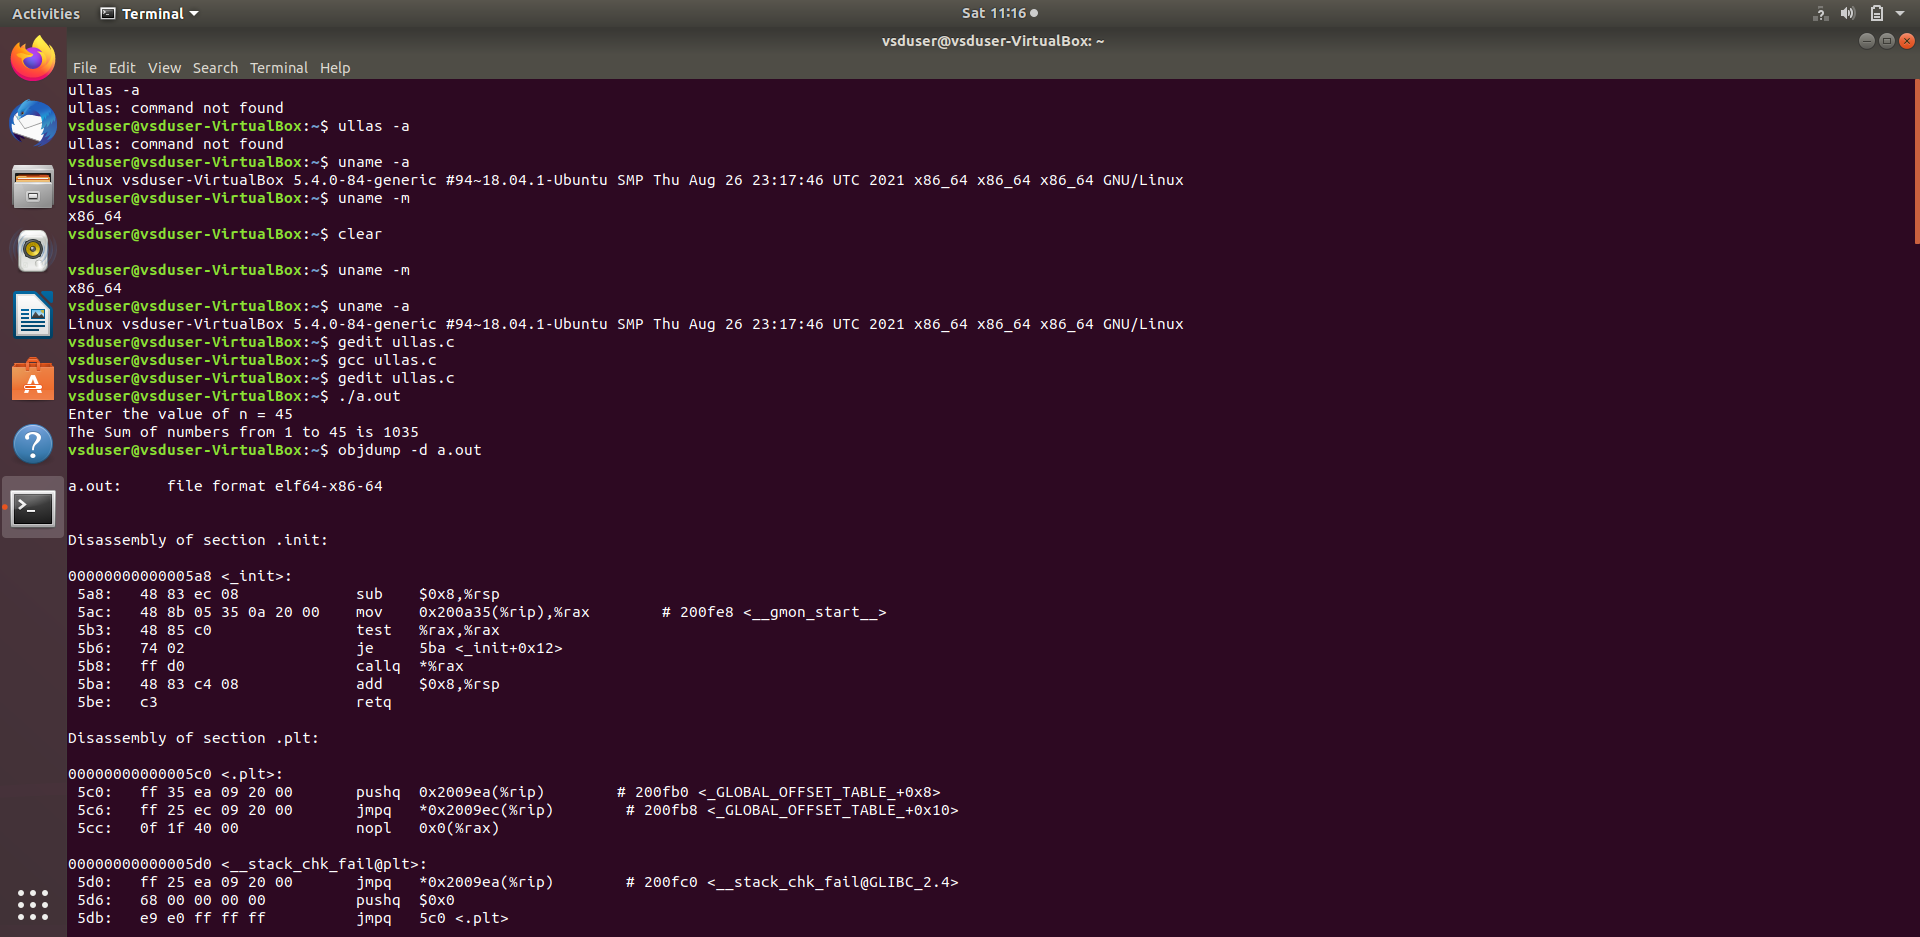 Activities Terminal Sat 11:16
vsduser@vsduser-VirtualBox: ~
File Edit View Search Terminal Help
ullas -a
ullas: command not found
vsduser@vsduser-VirtualBox:~$ ullas -a
ullas: command not found
vsduser@vsduser-VirtualBox:~$ uname -a
Linux vsduser-VirtualBox 5.4.0-84-generic #94~18.04.1-Ubuntu SMP Thu Aug 26 23:17:46 UTC 2021 x86_64 x86_64 x86_64 GNU/Linux
vsduser@vsduser-VirtualBox:~$ uname -m
x86_64
vsduser@vsduser-VirtualBox:~$ clear
vsduser@vsduser-VirtualBox:~$ uname -m
x86_64
vsduser@vsduser-VirtualBox:~$ uname -a
Linux vsduser-VirtualBox 5.4.0-84-generic #94~18.04.1-Ubuntu SMP Thu Aug 26 23:17:46 UTC 2021 x86_64 x86_64 x86_64 GNU/Linux
vsduser@vsduser-VirtualBox:~$ gedit ullas.c
vsduser@vsduser-VirtualBox:~$ gcc ullas.c
vsduser@vsduser-VirtualBox:~$ gedit ullas.c
vsduser@vsduser-VirtualBox:~$ ./a.out
Enter the value of n = 45
The Sum of numbers from 1 to 45 is 1035
vsduser@vsduser-VirtualBox:~$ objdump -d a.out
a.out:     file format elf64-x86-64
Disassembly of section .init:
00000000000005a8 <_init>:
 5a8:	48 83 ec 08	sub    $0x8,%rsp
 5ac:	48 8b 05 35 0a 20 00	mov    0x200a35(%rip),%rax        # 200fe8 <__gmon_start__>
 5b3:	48 85 c0	test   %rax,%rax
 5b6:	74 02	je     5ba <_init+0x12>
 5b8:	ff d0	callq  *%rax
 5ba:	48 83 c4 08	add    $0x8,%rsp
 5be:	c3	retq
Disassembly of section .plt:
00000000000005c0 <.plt>:
 5c0:	ff 35 ea 09 20 00	pushq  0x2009ea(%rip)        # 200fb0 <_GLOBAL_OFFSET_TABLE_+0x8>
 5c6:	ff 25 ec 09 20 00	jmpq   *0x2009ec(%rip)        # 200fb8 <_GLOBAL_OFFSET_TABLE_+0x10>
 5cc:	0f 1f 40 00	nopl   0x0(%rax)
00000000000005d0 <__stack_chk_fail@plt>:
 5d0:	ff 25 ea 09 20 00	jmpq   *0x2009ea(%rip)        # 200fc0 <__stack_chk_fail@GLIBC_2.4>
 5d6:	68 00 00 00 00	pushq  $0x0
 5db:	e9 e0 ff ff ff	jmpq   5c0 <.plt>